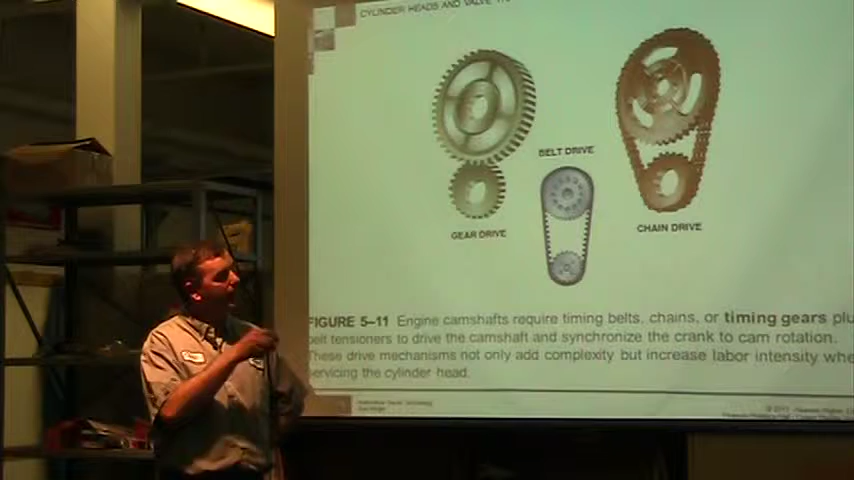 CYLINDER HEADS AND VALVE
BELT DRIVE
GEAR DRIVE
CHAIN DRIVE
FIGURE 5–11 Engine camshafts require timing belts, chains, or timing gears plu
belt tensioners to drive the camshaft and synchronize the crank to cam rotation.
These drive mechanisms not only add complexity but increase labor intensity whe
servicing the cylinder head.